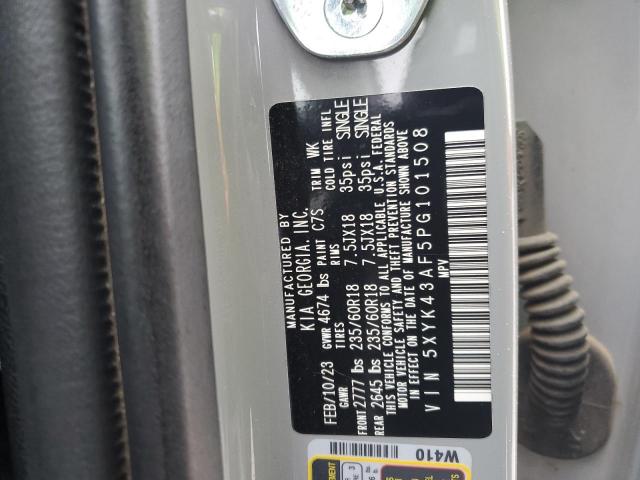 MANUFACTURED BY
KIA GEORGIA, INC.
FEB/10/23 GVWR 4674 lbs PAINT C7S TRIM WK
GAWR TIRES RIMS COLD TIRE INFL
FRONT 2777 lbs 235/60R18 7.5JX18 35psi SINGLE
REAR 2645 lbs 235/60R18 7.5JX18 35psi SINGLE
THIS VEHICLE CONFORMS TO ALL APPLICABLE U.S.A. FEDERAL
MOTOR VEHICLE SAFETY AND THEFT PREVENTION STANDARDS
IN EFFECT ON THE DATE OF MANUFACTURE SHOWN ABOVE
VIN 5XYK43AF5PG101508
MPV
W410